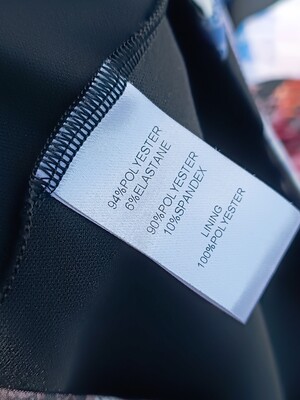 94%POLYESTER
6%ELASTANE
90%POLYESTER
10%SPANDEX
LINING
100%POLYESTER